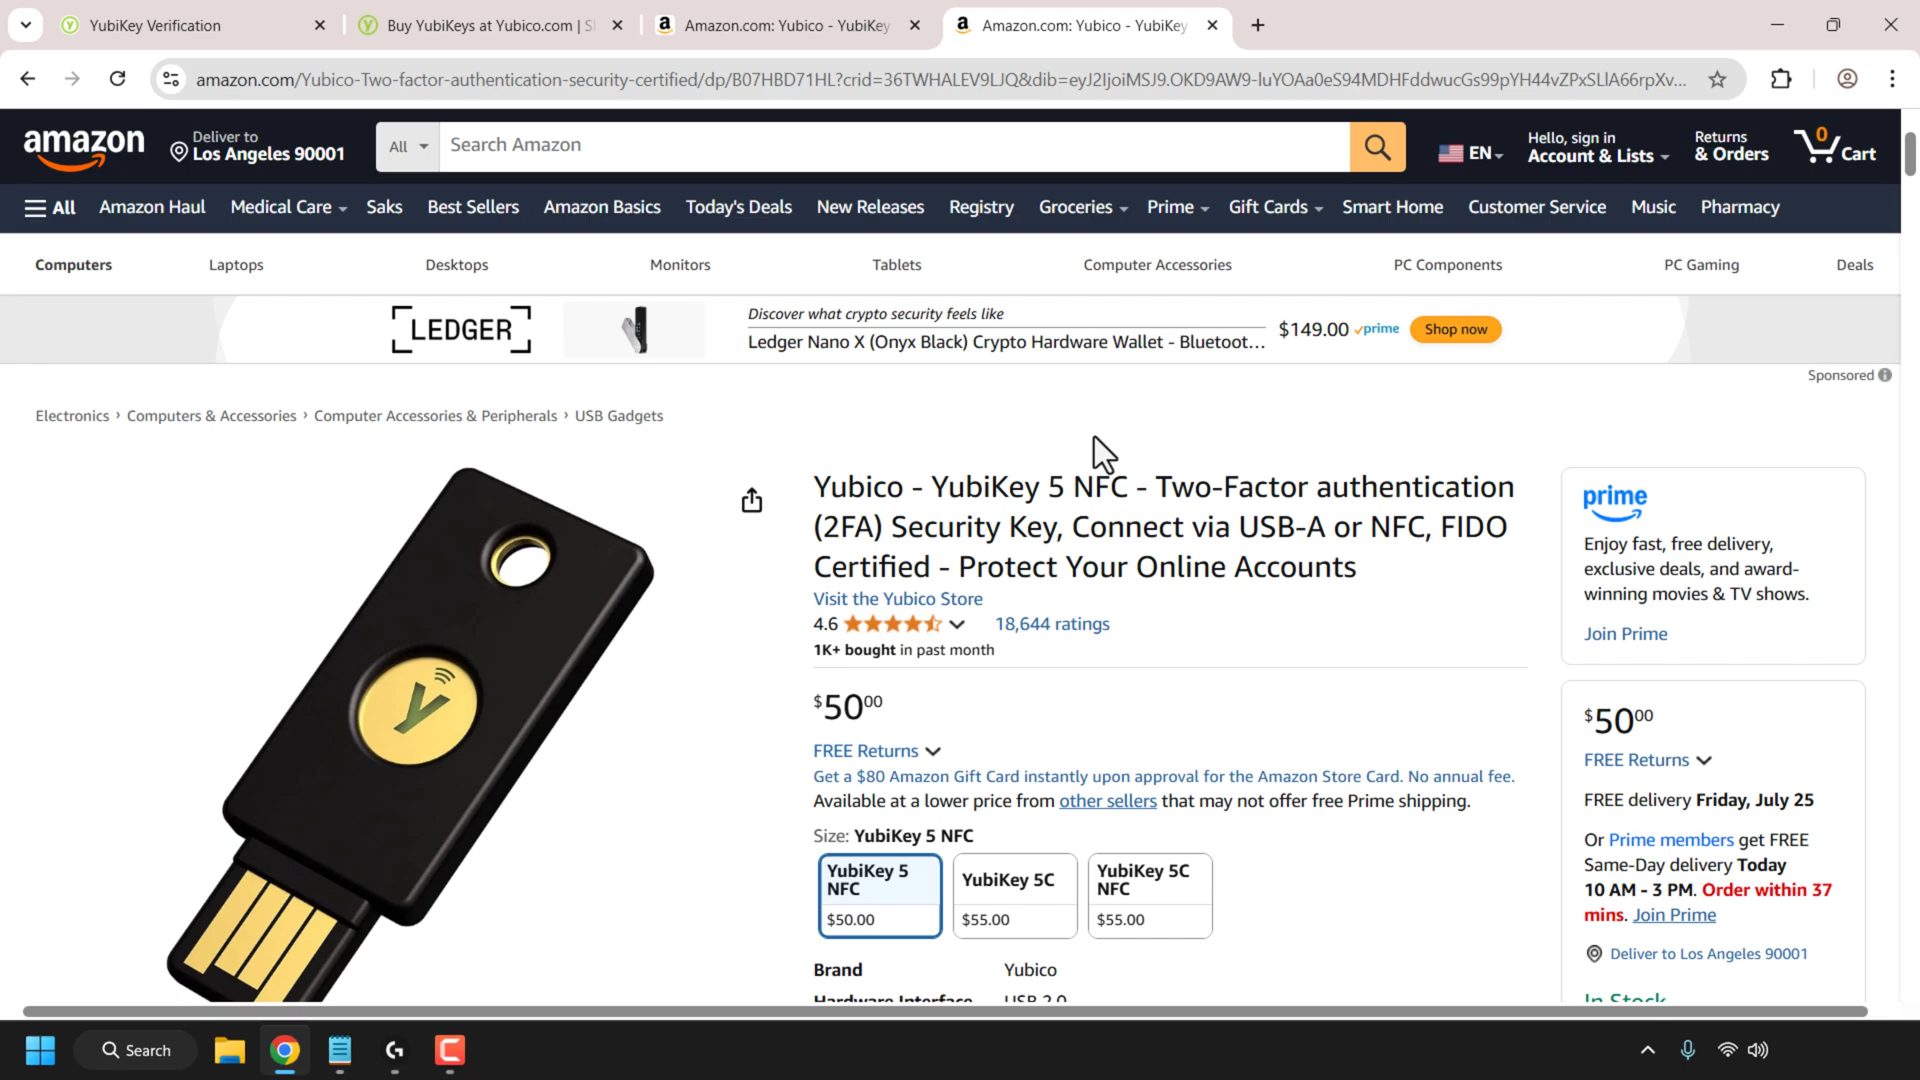 YubiKey Verification
Buy YubiKeys at Yubico.com | S
Amazon.com: Yubico - YubiKey
Amazon.com: Yubico - YubiKey
amazon.com/Yubico-Two-factor-authentication-security-certified/dp/B07HBD71HL?crid=36TWHALEV9LJQ&dib=eyJ2IjoiMSJ9.OKD9AW9-IuYOAa0eS94MDHFddwucGs99pYH44vZPxSLlA66rpXv...
amazon
Deliver to
Los Angeles 90001
All
Search Amazon
EN
Hello, sign in
Account & Lists
Returns
& Orders
0
Cart
All
Amazon Haul
Medical Care
Saks
Best Sellers
Amazon Basics
Today's Deals
New Releases
Registry
Groceries
Prime
Gift Cards
Smart Home
Customer Service
Music
Pharmacy
Computers
Laptops
Desktops
Monitors
Tablets
Computer Accessories
PC Components
PC Gaming
Deals
LEDGER
Discover what crypto security feels like
Ledger Nano X (Onyx Black) Crypto Hardware Wallet - Bluetoot...
$149.00 prime
Shop now
Sponsored
Electronics › Computers & Accessories › Computer Accessories & Peripherals › USB Gadgets
y
Yubico - YubiKey 5 NFC - Two-Factor authentication
(2FA) Security Key, Connect via USB-A or NFC, FIDO
Certified - Protect Your Online Accounts
Visit the Yubico Store
4.6
18,644 ratings
1K+ bought in past month
$5000
FREE Returns
Get a $80 Amazon Gift Card instantly upon approval for the Amazon Store Card. No annual fee.
Available at a lower price from other sellers that may not offer free Prime shipping.
Size: YubiKey 5 NFC
YubiKey 5
NFC
$50.00
YubiKey 5C
$55.00
YubiKey 5C
NFC
$55.00
Brand
Yubico
Hardware Interface
USB 2.0
prime
Enjoy fast, free delivery,
exclusive deals, and award-
winning movies & TV shows.
Join Prime
$5000
FREE Returns
FREE delivery Friday, July 25
Or Prime members get FREE
Same-Day delivery Today
10 AM - 3 PM. Order within 37
mins. Join Prime
Deliver to Los Angeles 90001
In Stock
Search